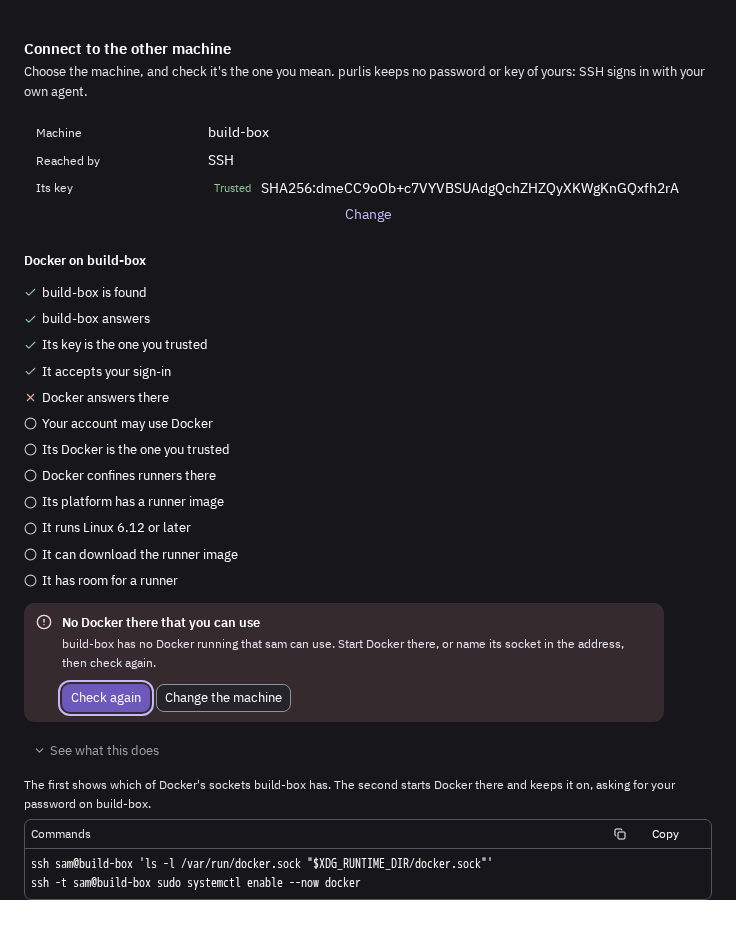 Connect to the other machine
Choose the machine, and check it's the one you mean. purlis keeps no password or key of yours: SSH signs in with your
own agent.
Machine build-box
Reached by SSH
Its key Trusted SHA256:dmeCC9oOb+c7VYVBSUAdgQchZHZQyXKWgKnGQxfh2rA
Change
Docker on build-box
build-box is found
build-box answers
Its key is the one you trusted
It accepts your sign-in
Docker answers there
Your account may use Docker
Its Docker is the one you trusted
Docker confines runners there
Its platform has a runner image
It runs Linux 6.12 or later
It can download the runner image
It has room for a runner
No Docker there that you can use
build-box has no Docker running that sam can use. Start Docker there, or name its socket in the address,
then check again.
Check again Change the machine
See what this does
The first shows which of Docker's sockets build-box has. The second starts Docker there and keeps it on, asking for your
password on build-box.
Commands Copy
ssh sam@build-box 'ls -l /var/run/docker.sock "$XDG_RUNTIME_DIR/docker.sock"'
ssh -t sam@build-box sudo systemctl enable --now docker